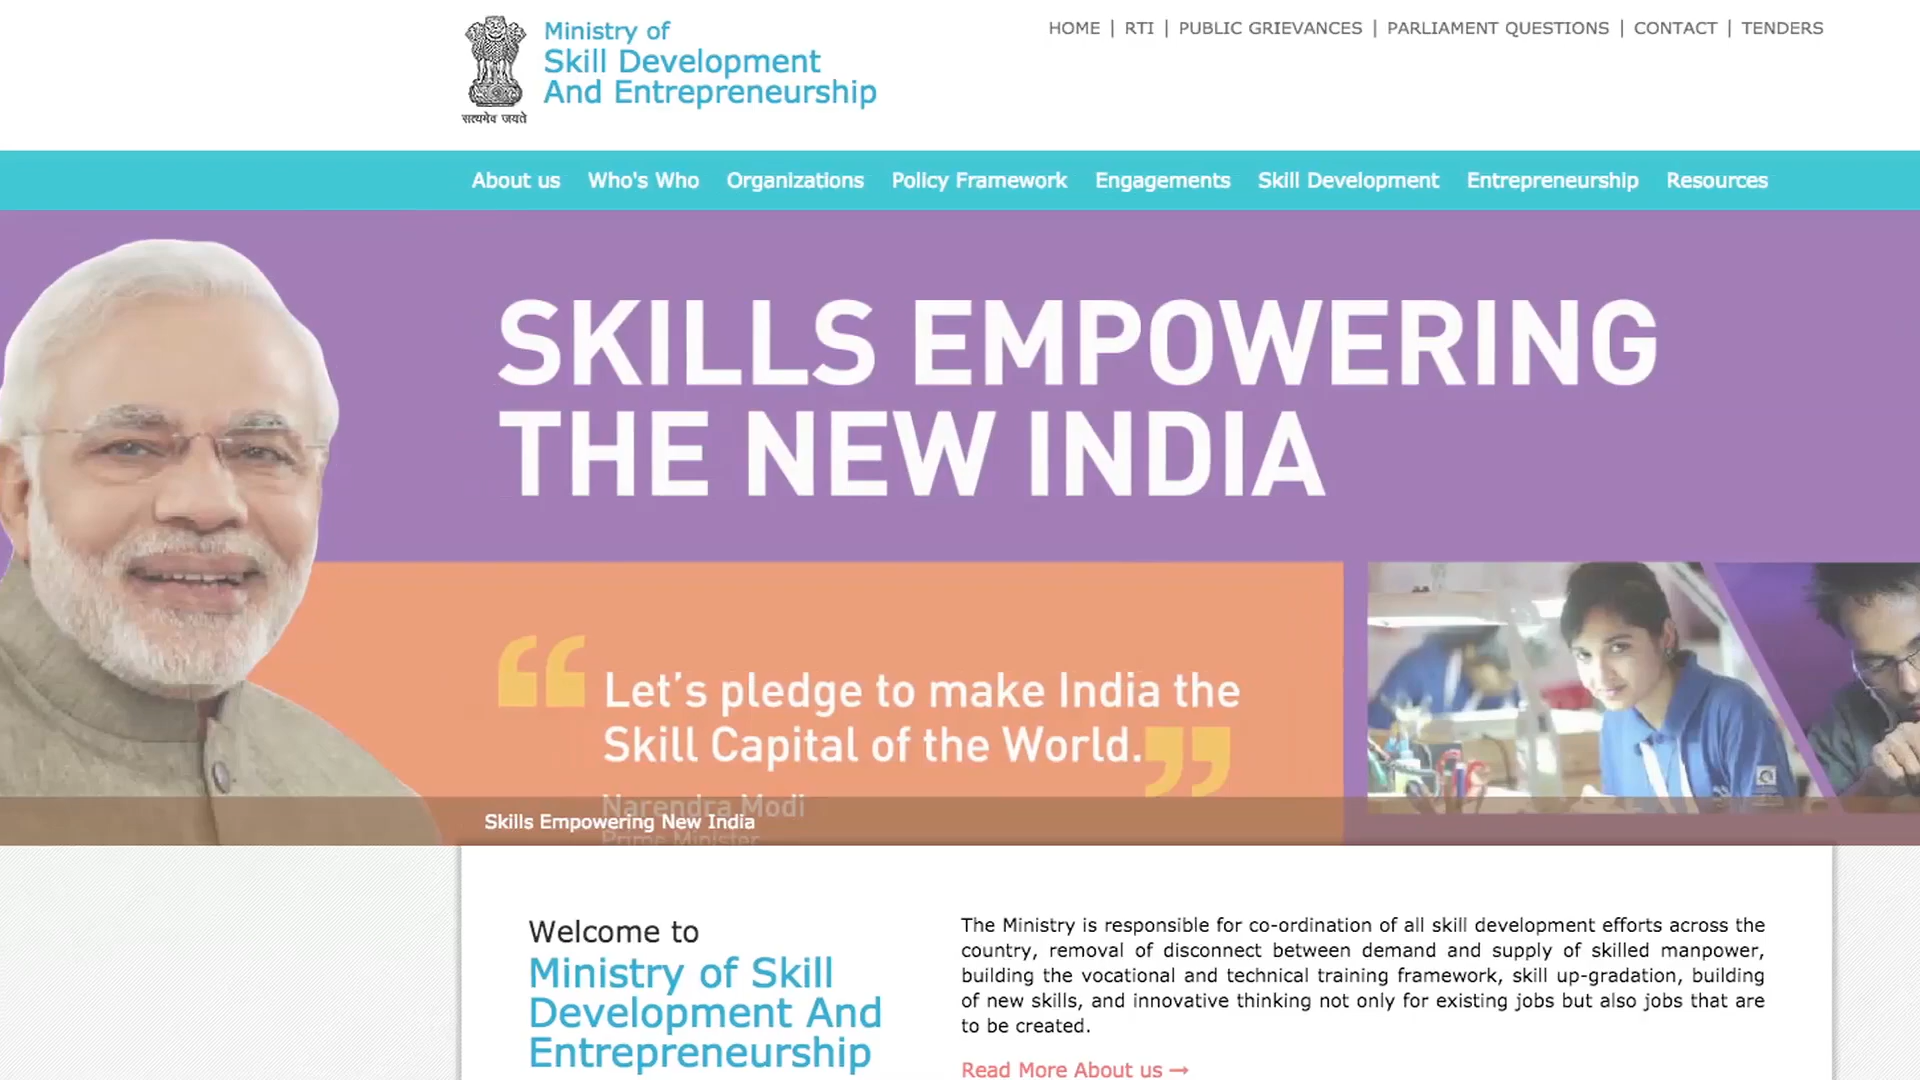 Ministry of
Skill Development
And Entrepreneurship
सत्यमेव जयते
HOME | RTI | PUBLIC GRIEVANCES | PARLIAMENT QUESTIONS | CONTACT | TENDERS
About us Who's Who Organizations Policy Framework Engagements Skill Development Entrepreneurship Resources
SKILLS EMPOWERING
THE NEW INDIA
“Let’s pledge to make India the
Skill Capital of the World.”
Narendra Modi
Prime Minister
Skills Empowering New India
Welcome to
Ministry of Skill
Development And
Entrepreneurship
The Ministry is responsible for co-ordination of all skill development efforts across the
country, removal of disconnect between demand and supply of skilled manpower,
building the vocational and technical training framework, skill up-gradation, building
of new skills, and innovative thinking not only for existing jobs but also jobs that are
to be created.
Read More About us →